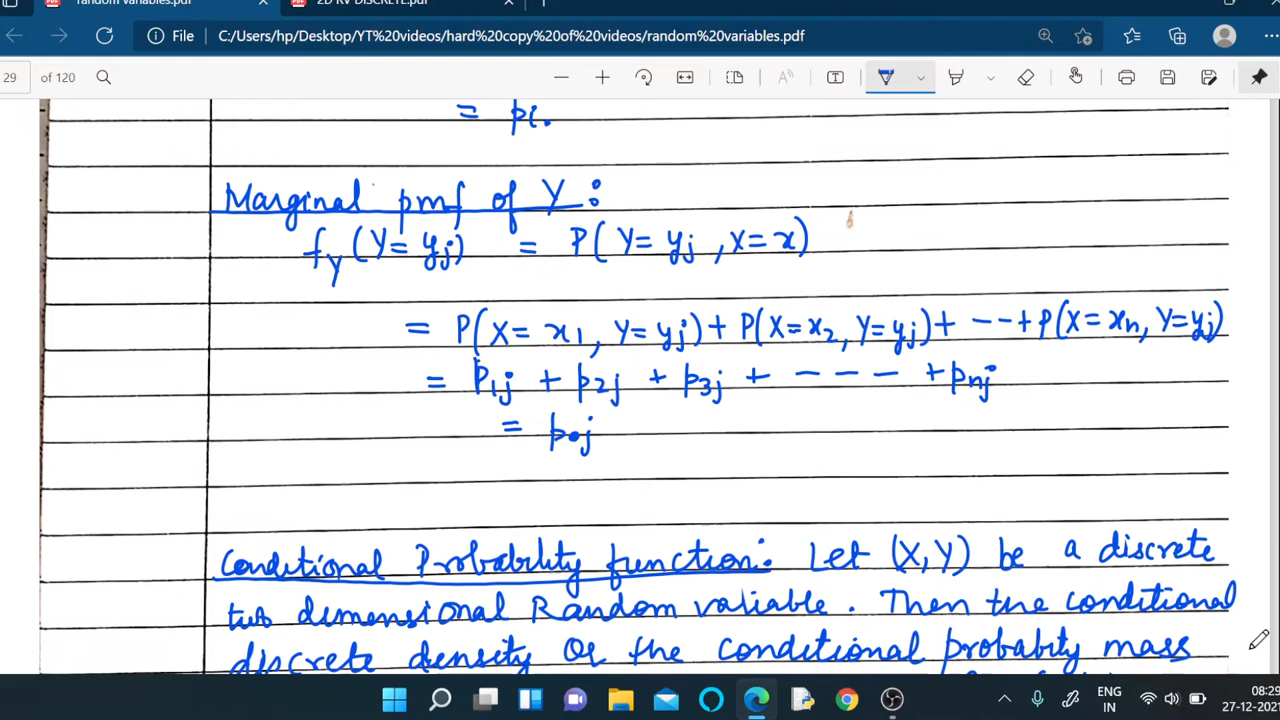 random variables.pdf
2D RV DISCRETE.pdf
File C:/Users/hp/Desktop/YT%20videos/hard%20copy%20of%20videos/random%20variables.pdf
29 of 120
= pi.
Marginal pmf of Y :
fY (Y= yj) = P( Y= yj , X= x)
= P(X= x1, Y=yj)+ P(X=x2, Y=yj)+ ---+ P(X=xn, Y=yj)
= p1j + p2j + p3j + - - - - + pnj
= p•j
Conditional Probability function: Let (X,Y) be a discrete
two dimensional Random variable. Then the conditional
discrete density or the conditional probability mass
ENG
IN
08:29
27-12-2021